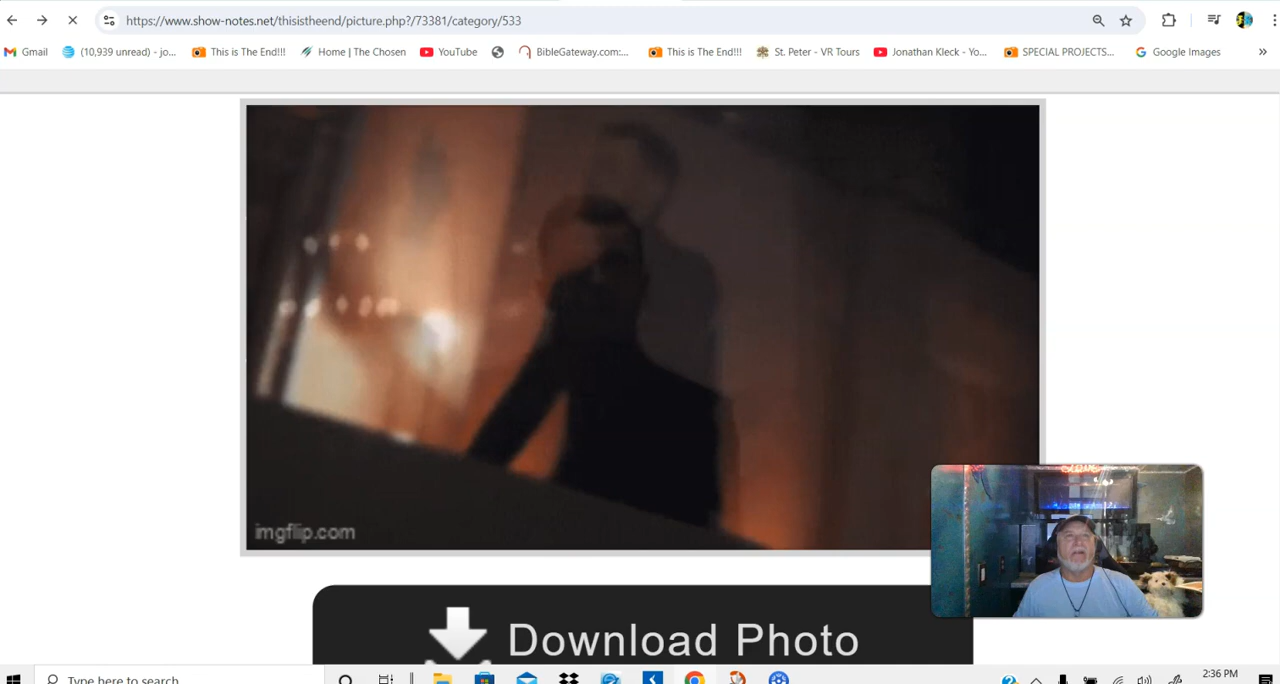 https://www.show-notes.net/thisistheend/picture.php?/73381/category/533
Gmail (10,939 unread) - jo... This is The End!!! Home | The Chosen YouTube BibleGateway.com:... This is The End!!! St. Peter - VR Tours Jonathan Kleck - Yo... SPECIAL PROJECTS... Google Images »
imgflip.com
Download Photo
Type here to search
2:36 PM